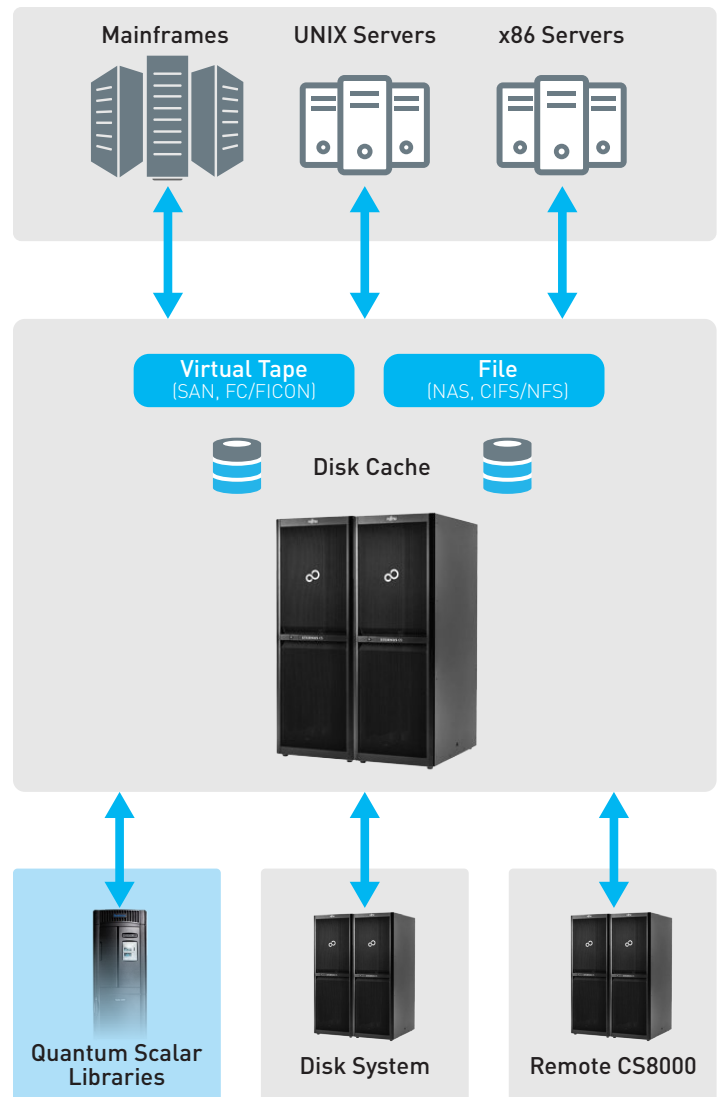 Mainframes
UNIX Servers
x86 Servers
Virtual Tape
(SAN, FC/FICON)
File
(NAS, CIFS/NFS)
Disk Cache
Quantum Scalar
Libraries
Disk System
Remote CS8000